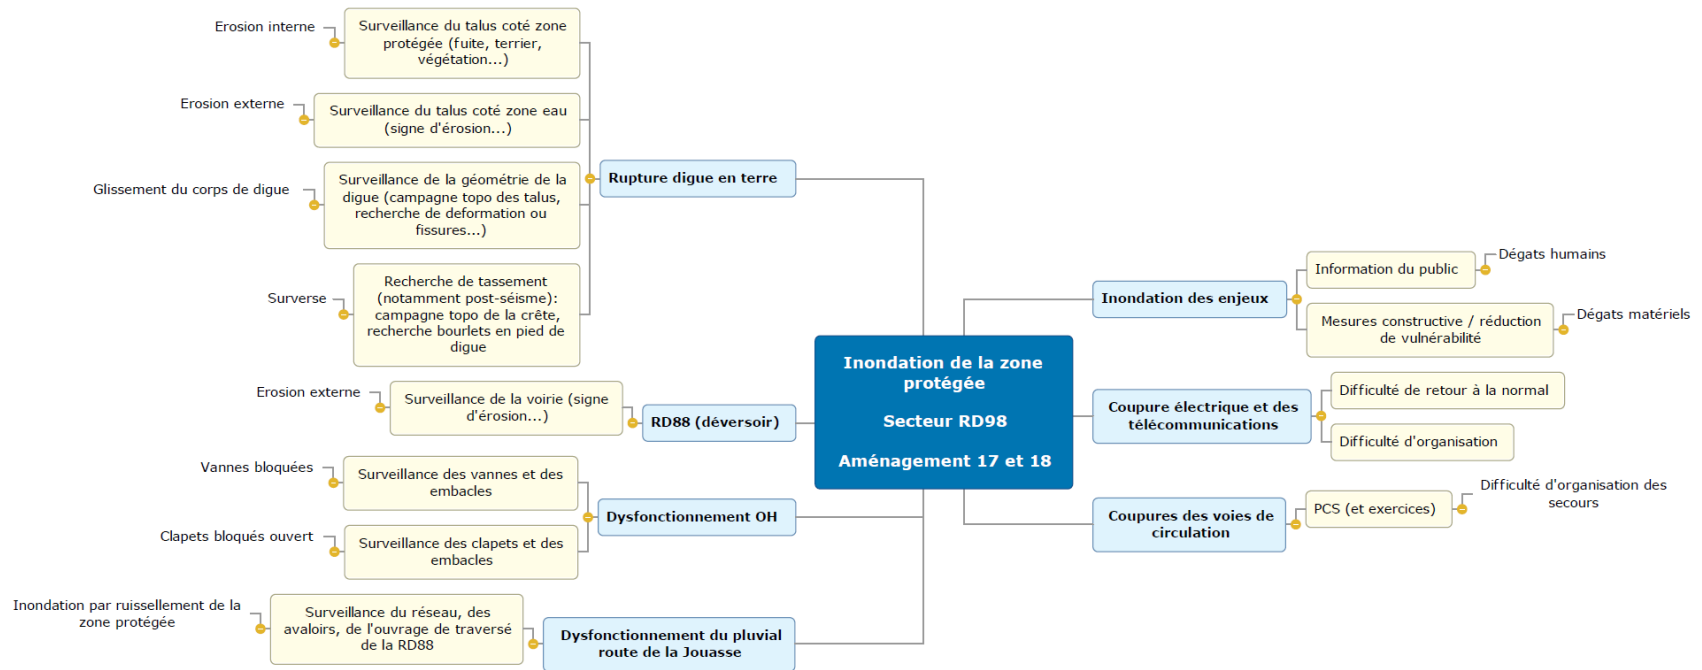 Erosion interne
Surveillance du talus coté zone
protégée (fuite, terrier,
végétation...)
Erosion externe
Surveillance du talus coté zone eau
(signe d'érosion...)
Glissement du corps de digue
Surveillance de la géométrie de la
digue (campagne topo des talus,
recherche de deformation ou
fissures...)
Surverse
Recherche de tassement
(notamment post-séisme):
campagne topo de la crête,
recherche bourlets en pied de
digue
Rupture digue en terre
Erosion externe
Surveillance de la voirie (signe
d'érosion...)
RD88 (déversoir)
Vannes bloquées
Surveillance des vannes et des
embacles
Clapets bloqués ouvert
Surveillance des clapets et des
embacles
Dysfonctionnement OH
Inondation par ruissellement de la
zone protégée
Surveillance du réseau, des
avaloirs, de l'ouvrage de traversé
de la RD88
Dysfonctionnement du pluvial
route de la Jouasse
Inondation de la zone
protégée
Secteur RD98
Aménagement 17 et 18
Inondation des enjeux
Information du public
Dégats humains
Mesures constructive / réduction
de vulnérabilité
Dégats matériels
Coupure électrique et des
télécommunications
Difficulté de retour à la normal
Difficulté d'organisation
Coupures des voies de
circulation
PCS (et exercices)
Difficulté d'organisation des
secours